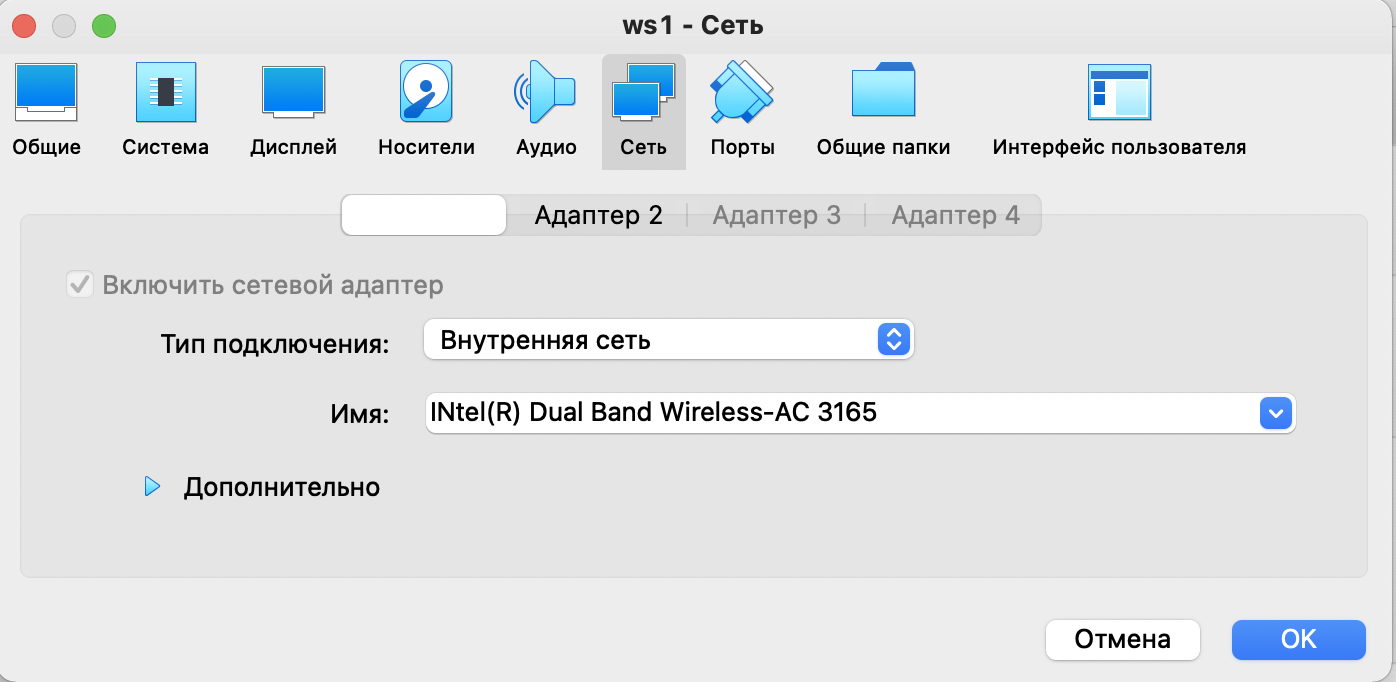 ws1 - Сеть
Общие Система Дисплей Носители Аудио Сеть Порты Общие папки Интерфейс пользователя
Адаптер 2 Адаптер 3 Адаптер 4
Включить сетевой адаптер
Тип подключения: Внутренняя сеть
Имя: INtel(R) Dual Band Wireless-AC 3165
Дополнительно
Отмена OK